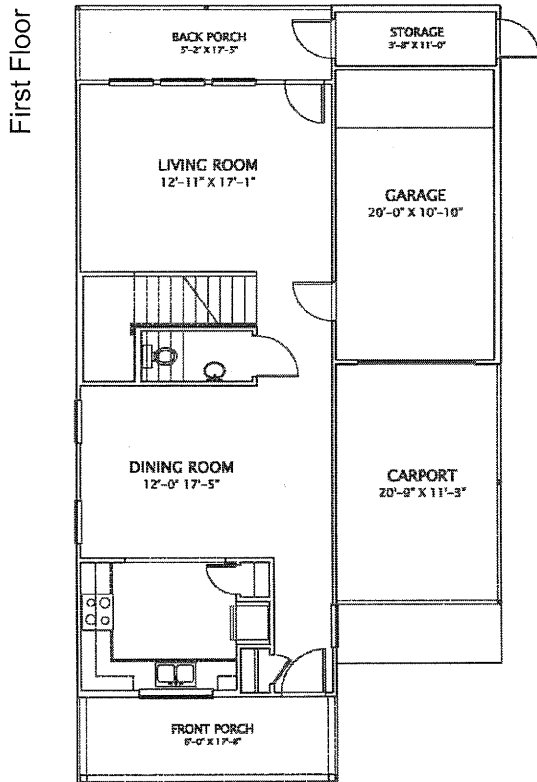 First Floor
BACK PORCH
5'-2" X 17'-5"
STORAGE
3'-8" X 11'-0"
LIVING ROOM
12'-11" X 17'-1"
GARAGE
20'-0" X 10'-10"
DINING ROOM
12'-0" 17'-5"
CARPORT
20'-9" X 11'-3"
FRONT PORCH